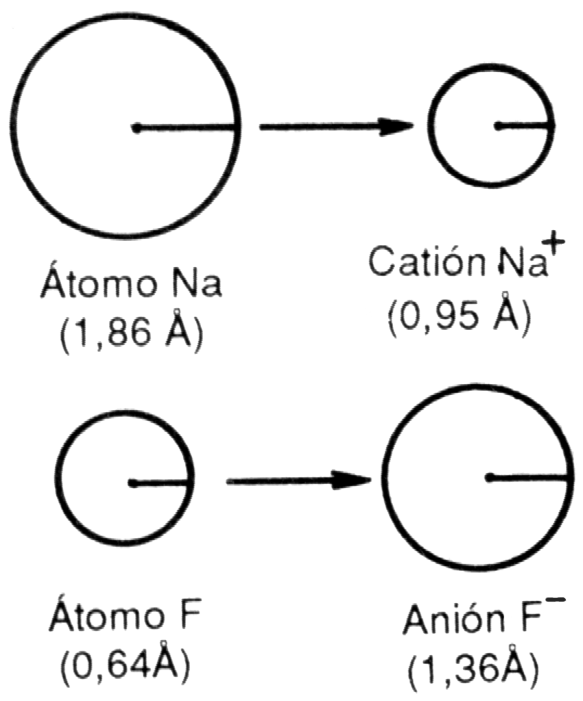 Átomo Na
(1,86 Å)
Catión Na⁺
(0,95 Å)
Átomo F
(0,64Å)
Anión F⁻
(1,36Å)